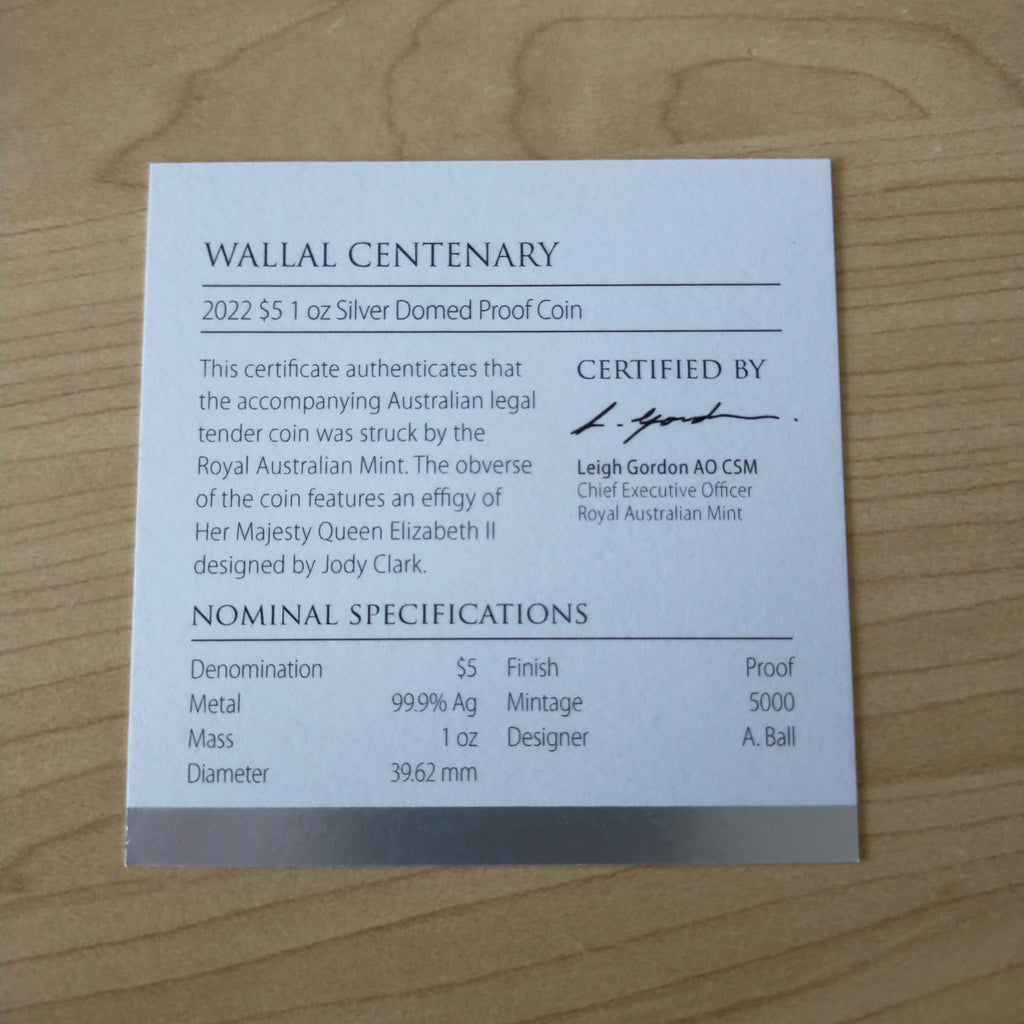 WALLAL CENTENARY
2022 $5 1 oz Silver Domed Proof Coin
This certificate authenticates that
the accompanying Australian legal
tender coin was struck by the
Royal Australian Mint. The obverse
of the coin features an effigy of
Her Majesty Queen Elizabeth II
designed by Jody Clark.
CERTIFIED BY
L. Gordon.
Leigh Gordon AO CSM
Chief Executive Officer
Royal Australian Mint
NOMINAL SPECIFICATIONS
Denomination $5 Finish Proof
Metal 99.9% Ag Mintage 5000
Mass 1 oz Designer A. Ball
Diameter 39.62 mm